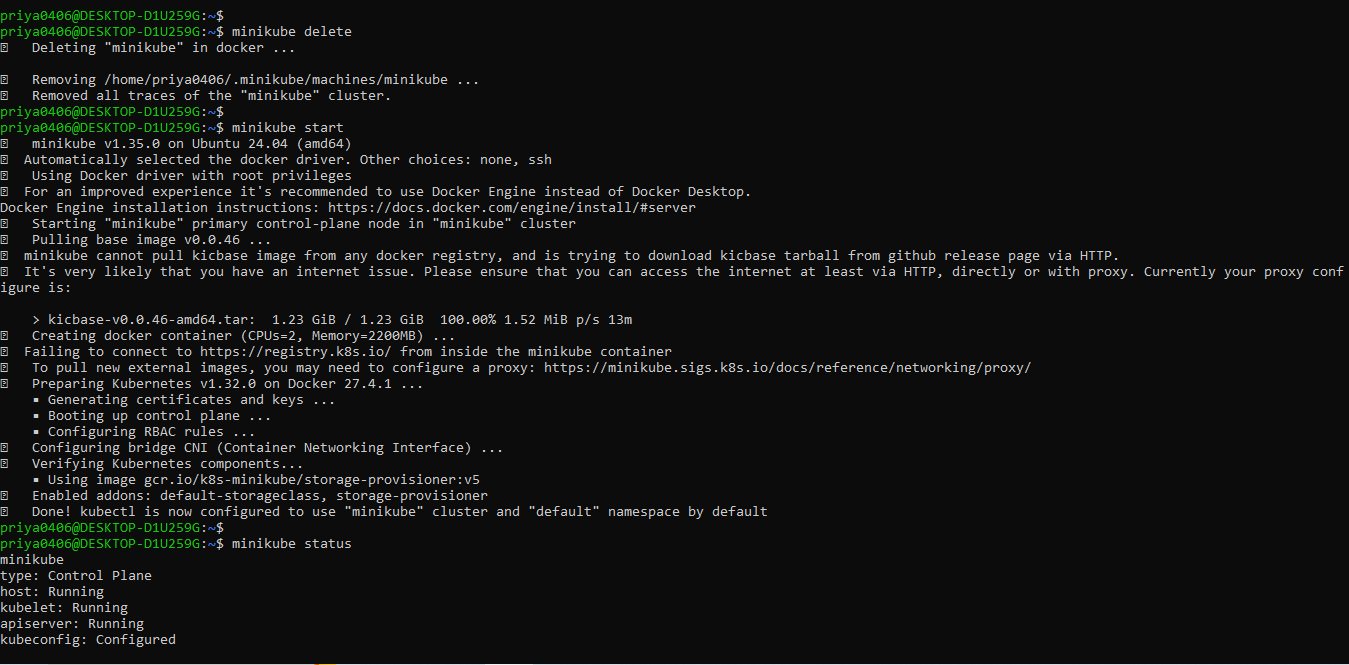 priya0406@DESKTOP-D1U259G:~$
priya0406@DESKTOP-D1U259G:~$ minikube delete
Deleting "minikube" in docker ...
Removing /home/priya0406/.minikube/machines/minikube ...
Removed all traces of the "minikube" cluster.
priya0406@DESKTOP-D1U259G:~$
priya0406@DESKTOP-D1U259G:~$ minikube start
minikube v1.35.0 on Ubuntu 24.04 (amd64)
Automatically selected the docker driver. Other choices: none, ssh
Using Docker driver with root privileges
For an improved experience it's recommended to use Docker Engine instead of Docker Desktop.
Docker Engine installation instructions: https://docs.docker.com/engine/install/#server
Starting "minikube" primary control-plane node in "minikube" cluster
Pulling base image v0.0.46 ...
minikube cannot pull kicbase image from any docker registry, and is trying to download kicbase tarball from github release page via HTTP.
It's very likely that you have an internet issue. Please ensure that you can access the internet at least via HTTP, directly or with proxy. Currently your proxy conf
igure is:
> kicbase-v0.0.46-amd64.tar:  1.23 GiB / 1.23 GiB  100.00% 1.52 MiB p/s 13m
Creating docker container (CPUs=2, Memory=2200MB) ...
Failing to connect to https://registry.k8s.io/ from inside the minikube container
To pull new external images, you may need to configure a proxy: https://minikube.sigs.k8s.io/docs/reference/networking/proxy/
Preparing Kubernetes v1.32.0 on Docker 27.4.1 ...
▪ Generating certificates and keys ...
▪ Booting up control plane ...
▪ Configuring RBAC rules ...
Configuring bridge CNI (Container Networking Interface) ...
Verifying Kubernetes components...
▪ Using image gcr.io/k8s-minikube/storage-provisioner:v5
Enabled addons: default-storageclass, storage-provisioner
Done! kubectl is now configured to use "minikube" cluster and "default" namespace by default
priya0406@DESKTOP-D1U259G:~$
priya0406@DESKTOP-D1U259G:~$ minikube status
minikube
type: Control Plane
host: Running
kubelet: Running
apiserver: Running
kubeconfig: Configured